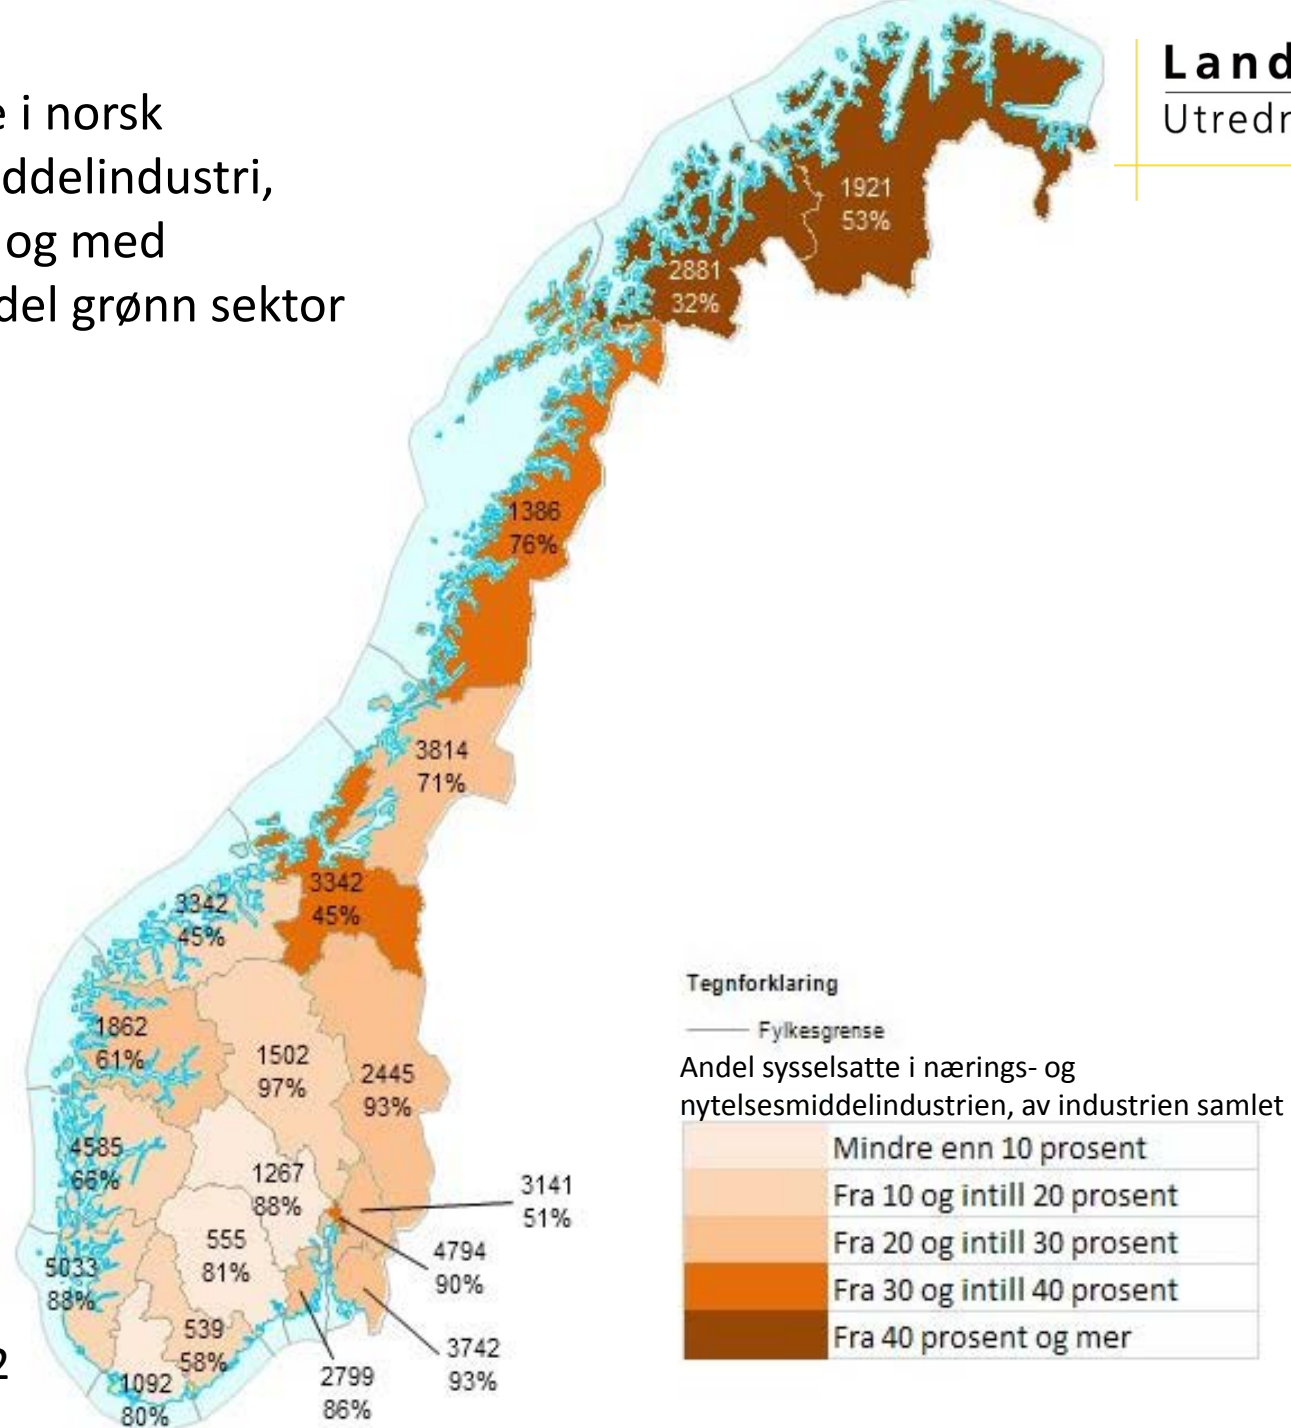 e i norsk
ddelindustri,
og med
del grønn sektor
Land
Utredr
1921
53%
2881
32%
1386
76%
3814
71%
3342
45%
3342
45%
1862
61%
1502
97%
2445
93%
4585
66%
1267
88%
3141
51%
555
81%
4794
90%
5033
88%
539
58%
3742
93%
2799
86%
1092
80%
2
Tegnforklaring
Fylkesgrense
Andel sysselsatte i nærings- og
nytelsesmiddelindustrien, av industrien samlet
Mindre enn 10 prosent
Fra 10 og intill 20 prosent
Fra 20 og intill 30 prosent
Fra 30 og intill 40 prosent
Fra 40 prosent og mer